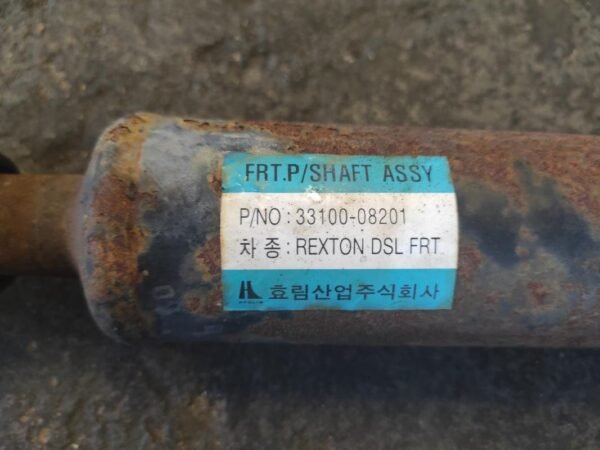 FRT.P/SHAFT ASSY
P/NO : 33100-08201
차 종 : REXTON DSL FRT
효림산업주식회사